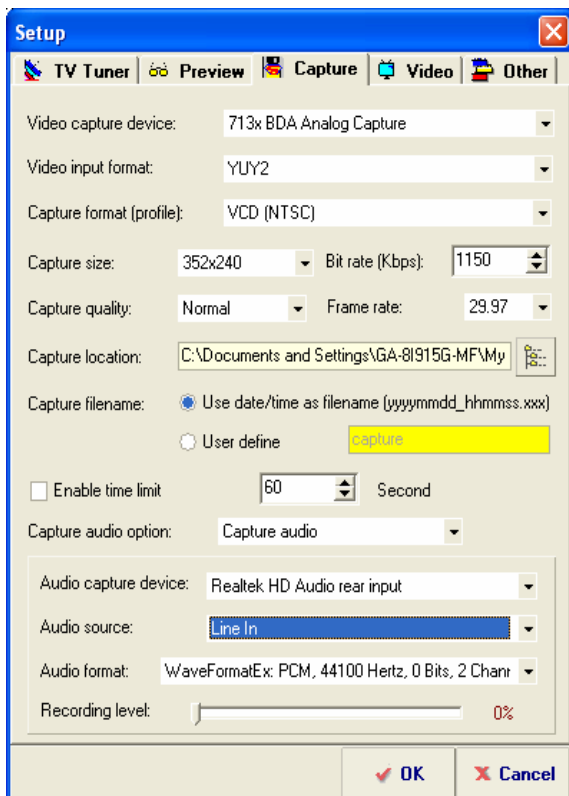 Setup
TV Tuner Preview Capture Video Other
Video capture device: 713x BDA Analog Capture
Video input format: YUY2
Capture format (profile): VCD (NTSC)
Capture size: 352x240 Bit rate (Kbps): 1150
Capture quality: Normal Frame rate: 29.97
Capture location: C:\Documents and Settings\GA-8I915G-MF\My
Capture filename: Use date/time as filename (yyyymmdd_hhmmss.xxx)
User define capture
Enable time limit 60 Second
Capture audio option: Capture audio
Audio capture device: Realtek HD Audio rear input
Audio source: Line In
Audio format: WaveFormatEx: PCM, 44100 Hertz, 0 Bits, 2 Chanr
Recording level: 0%
OK Cancel